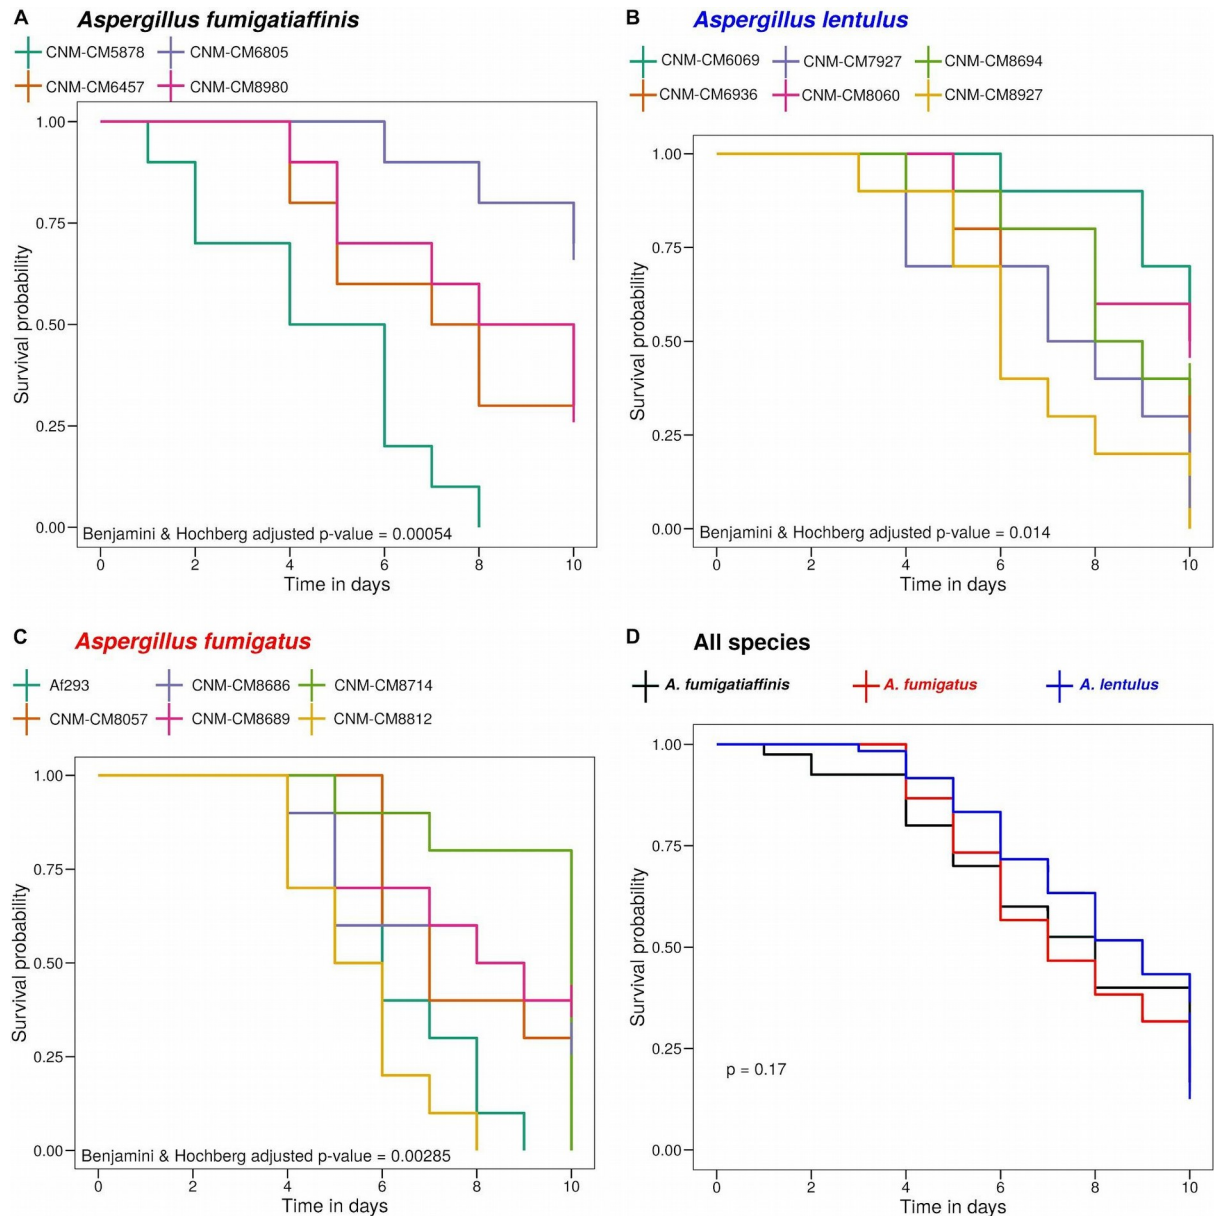 A Aspergillus fumigatiaffinis
CNM-CM5878 CNM-CM6805
CNM-CM6457 CNM-CM8980
1.00
0.75
0.50
0.25
0.00
Survival probability
Benjamini & Hochberg adjusted p-value = 0.00054
0 2 4 6 8 10
Time in days
B Aspergillus lentulus
CNM-CM6069 CNM-CM7927 CNM-CM8694
CNM-CM6936 CNM-CM8060 CNM-CM8927
1.00
0.75
0.50
0.25
0.00
Survival probability
Benjamini & Hochberg adjusted p-value = 0.014
0 2 4 6 8 10
Time in days
C Aspergillus fumigatus
Af293 CNM-CM8686 CNM-CM8714
CNM-CM8057 CNM-CM8689 CNM-CM8812
1.00
0.75
0.50
0.25
0.00
Survival probability
Benjamini & Hochberg adjusted p-value = 0.00285
0 2 4 6 8 10
Time in days
D All species
A. fumigatiaffinis A. fumigatus A. lentulus
1.00
0.75
0.50
0.25
0.00
Survival probability
p = 0.17
0 2 4 6 8 10
Time in days